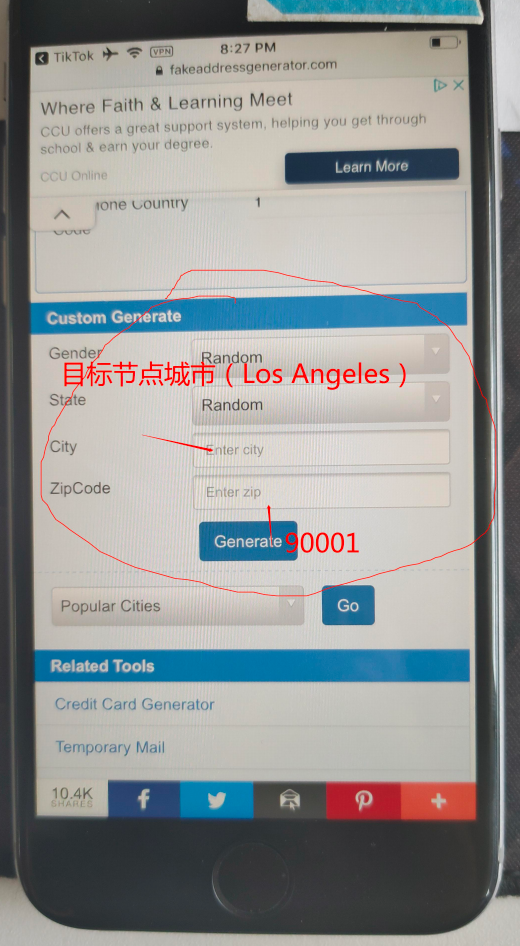 TikTok VPN 8:27 PM
fakeaddressgenerator.com
Where Faith & Learning Meet
CCU offers a great support system, helping you get through
school & earn your degree.
CCU Online
Learn More
one Country 1
Code
Custom Generate
Gender Random
目标节点城市（Los Angeles）
State Random
City Enter city
ZipCode Enter zip
Generate 90001
Popular Cities Go
Related Tools
Credit Card Generator
Temporary Mail
10.4K
SHARES